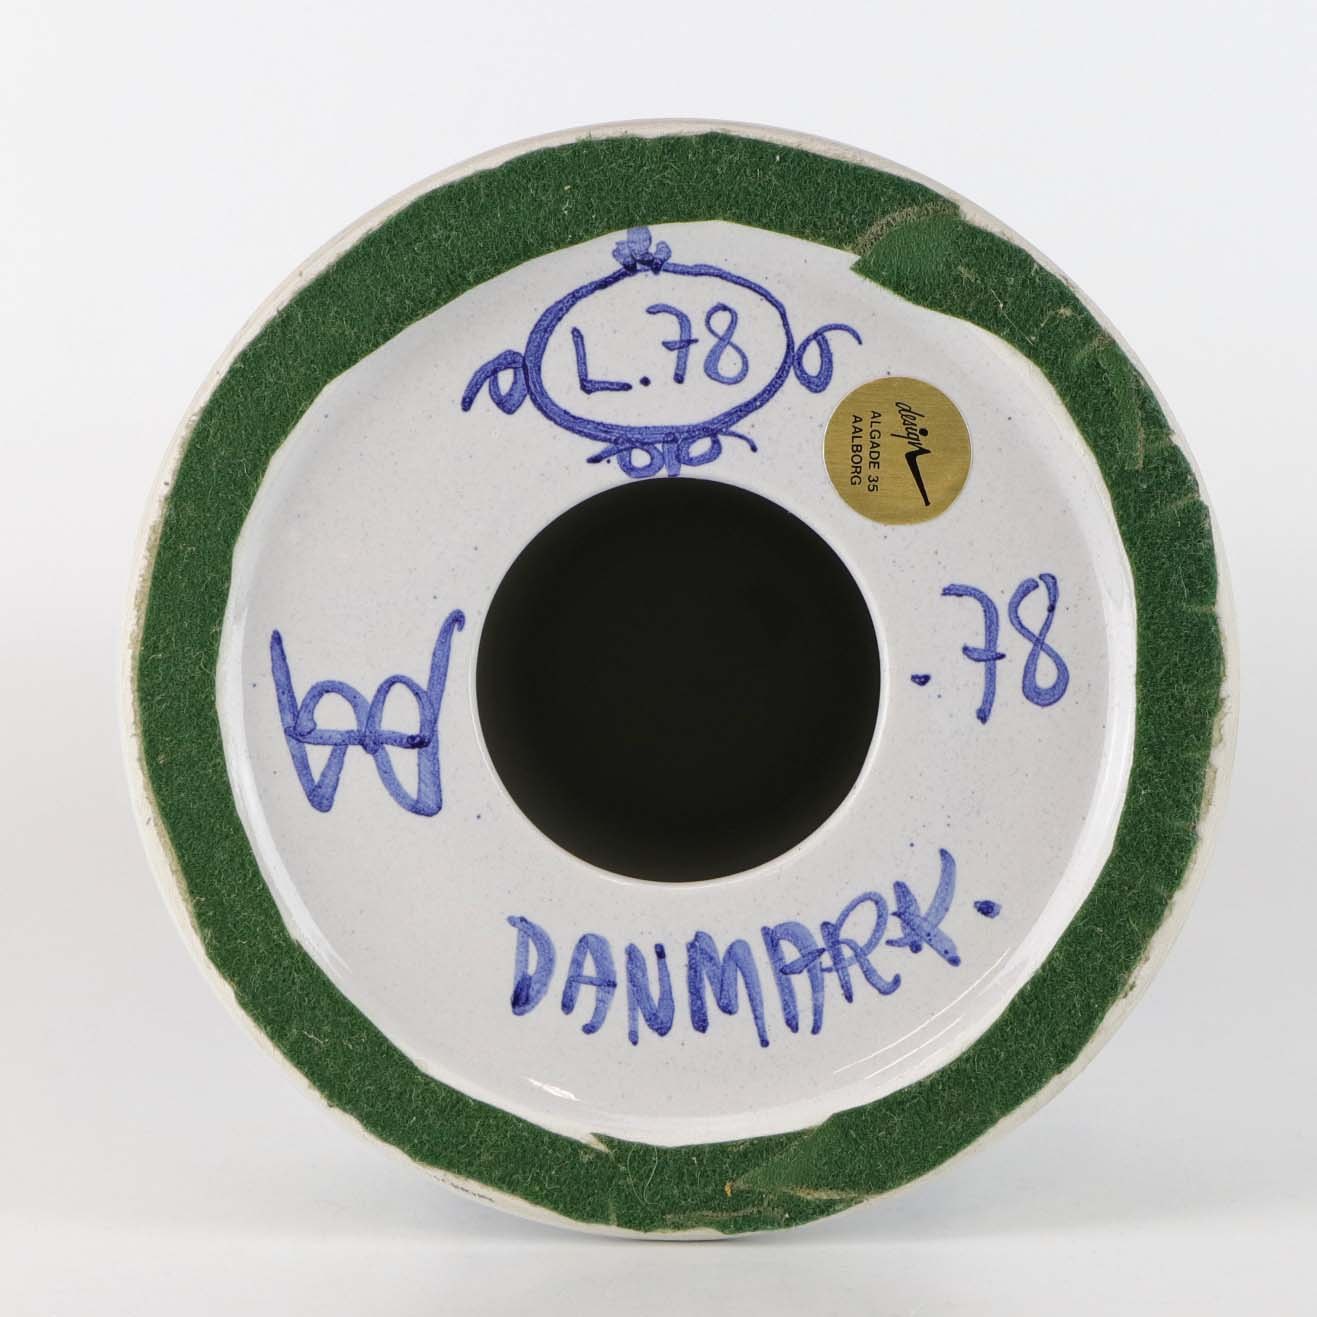 L.78
design
ALGADE 35
AALBORG
.78
DANMARK.